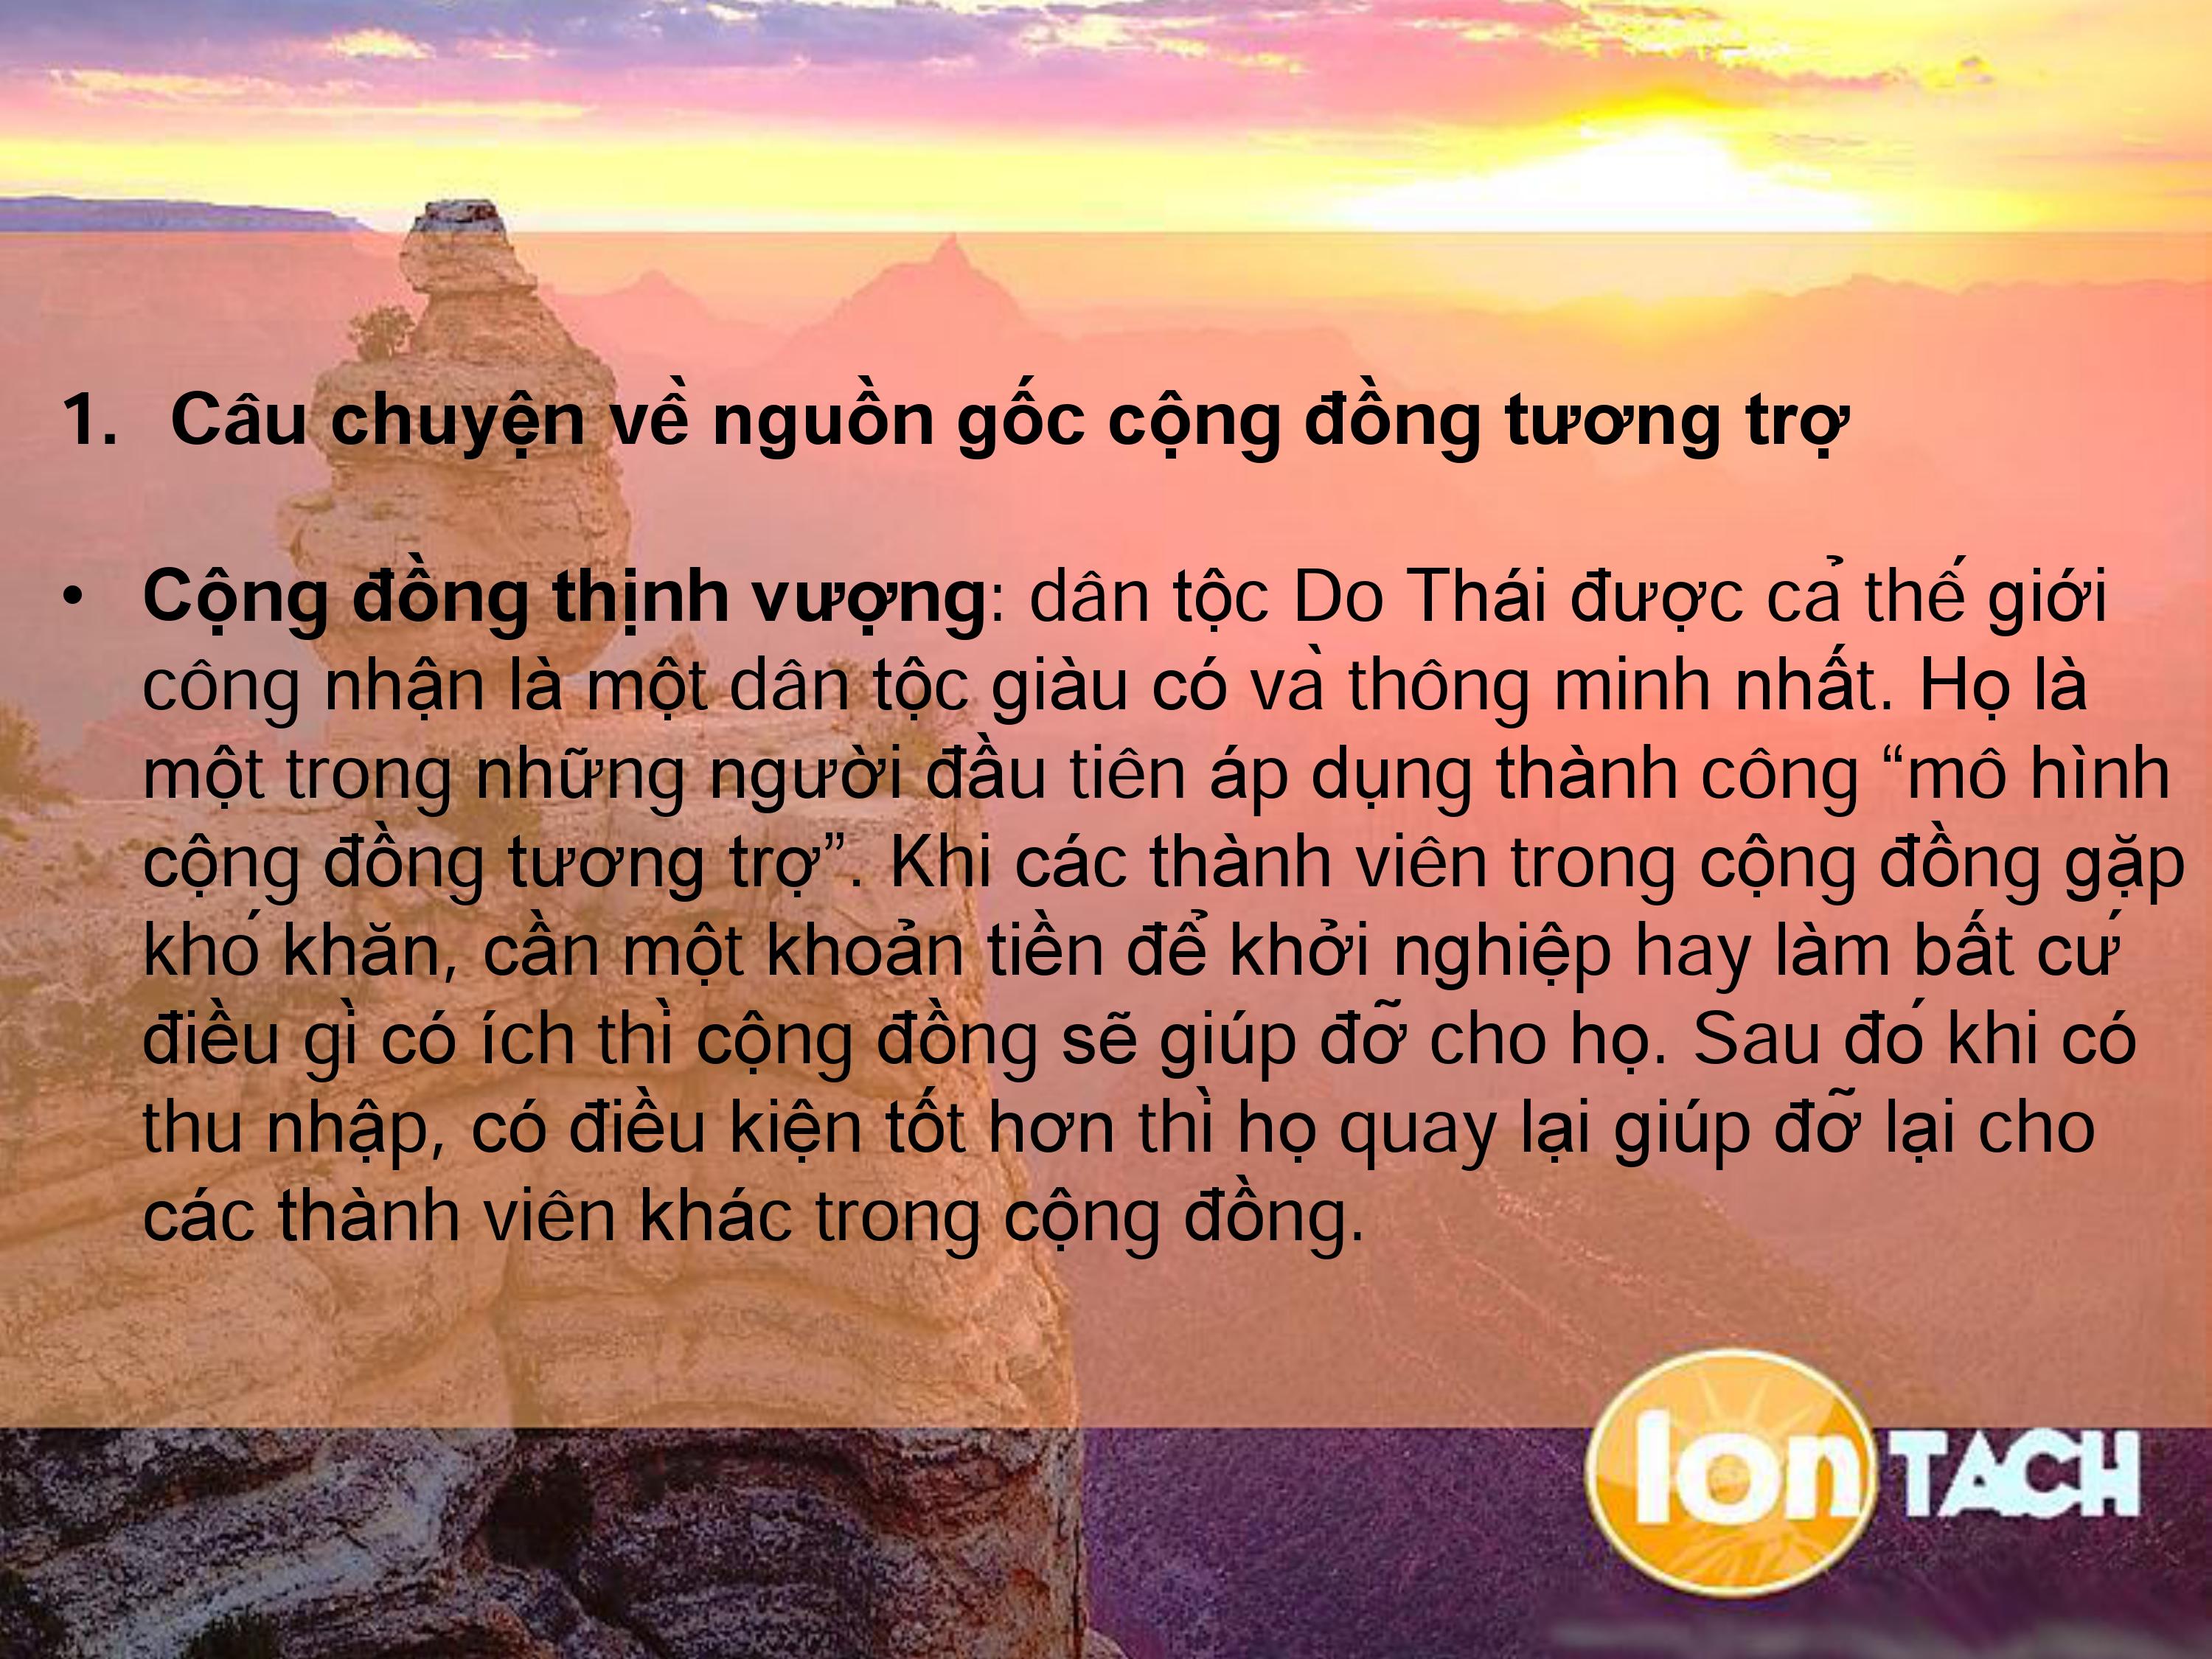 1. Câu chuyện về nguồn gốc cộng đồng tương trợ
• Cộng đồng thịnh vượng: dân tộc Do Thái được cả thế giới
công nhận là một dân tộc giàu có và thông minh nhất. Họ là
một trong những người đầu tiên áp dụng thành công “mô hình
cộng đồng tương trợ”. Khi các thành viên trong cộng đồng gặp
khó khăn, cần một khoản tiền để khởi nghiệp hay làm bất cứ
điều gì có ích thì cộng đồng sẽ giúp đỡ cho họ. Sau đó khi có
thu nhập, có điều kiện tốt hơn thì họ quay lại giúp đỡ lại cho
các thành viên khác trong cộng đồng.
Ion TACH